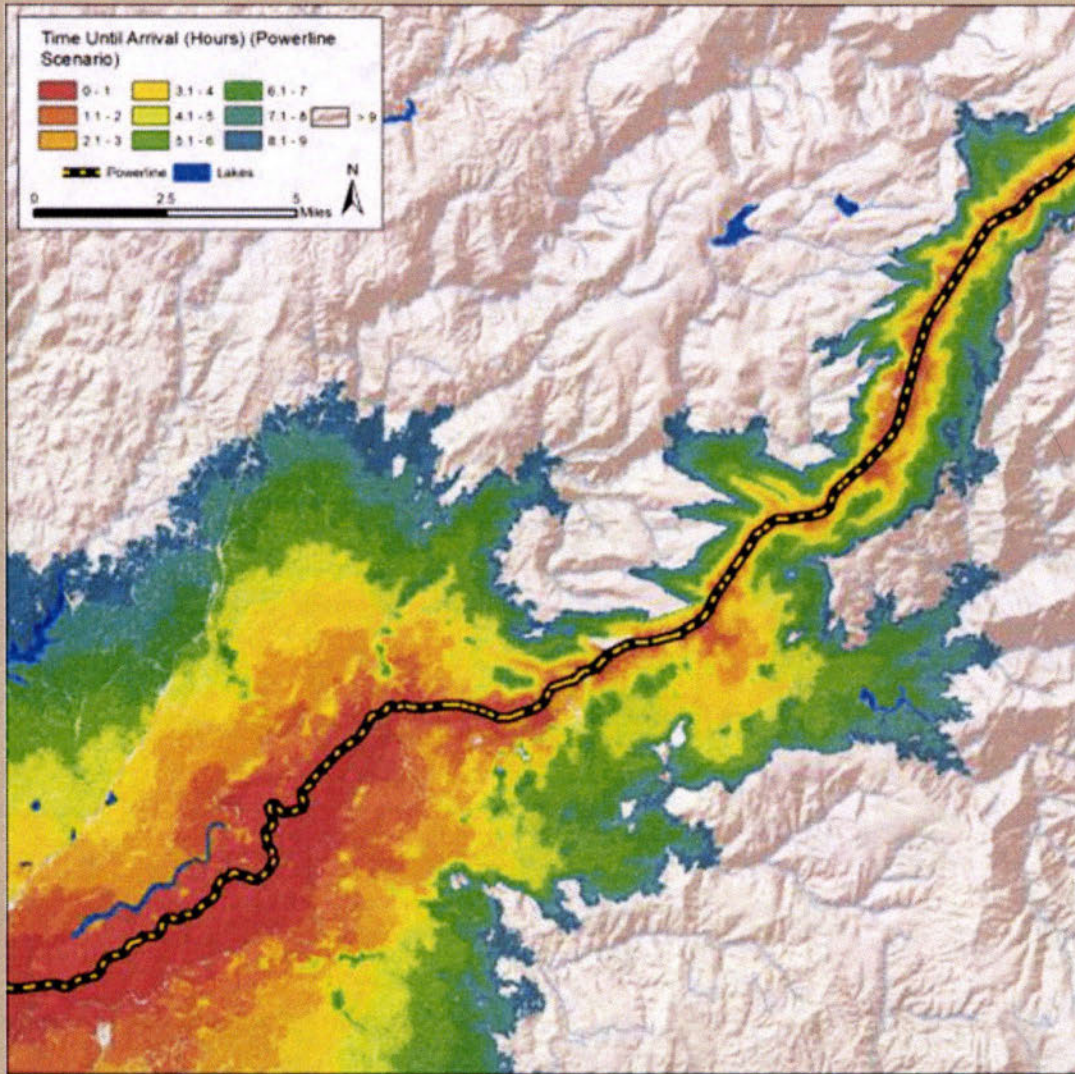 Time Until Arrival (Hours) (Powerline
Scenario)
0 - 1
3.1 - 4
6.1 - 7
1.1 - 2
4.1 - 5
7.1 - 8
> 9
2.1 - 3
5.1 - 6
8.1 - 9
Powerline
Lakes
N
0
2.5
5
Miles